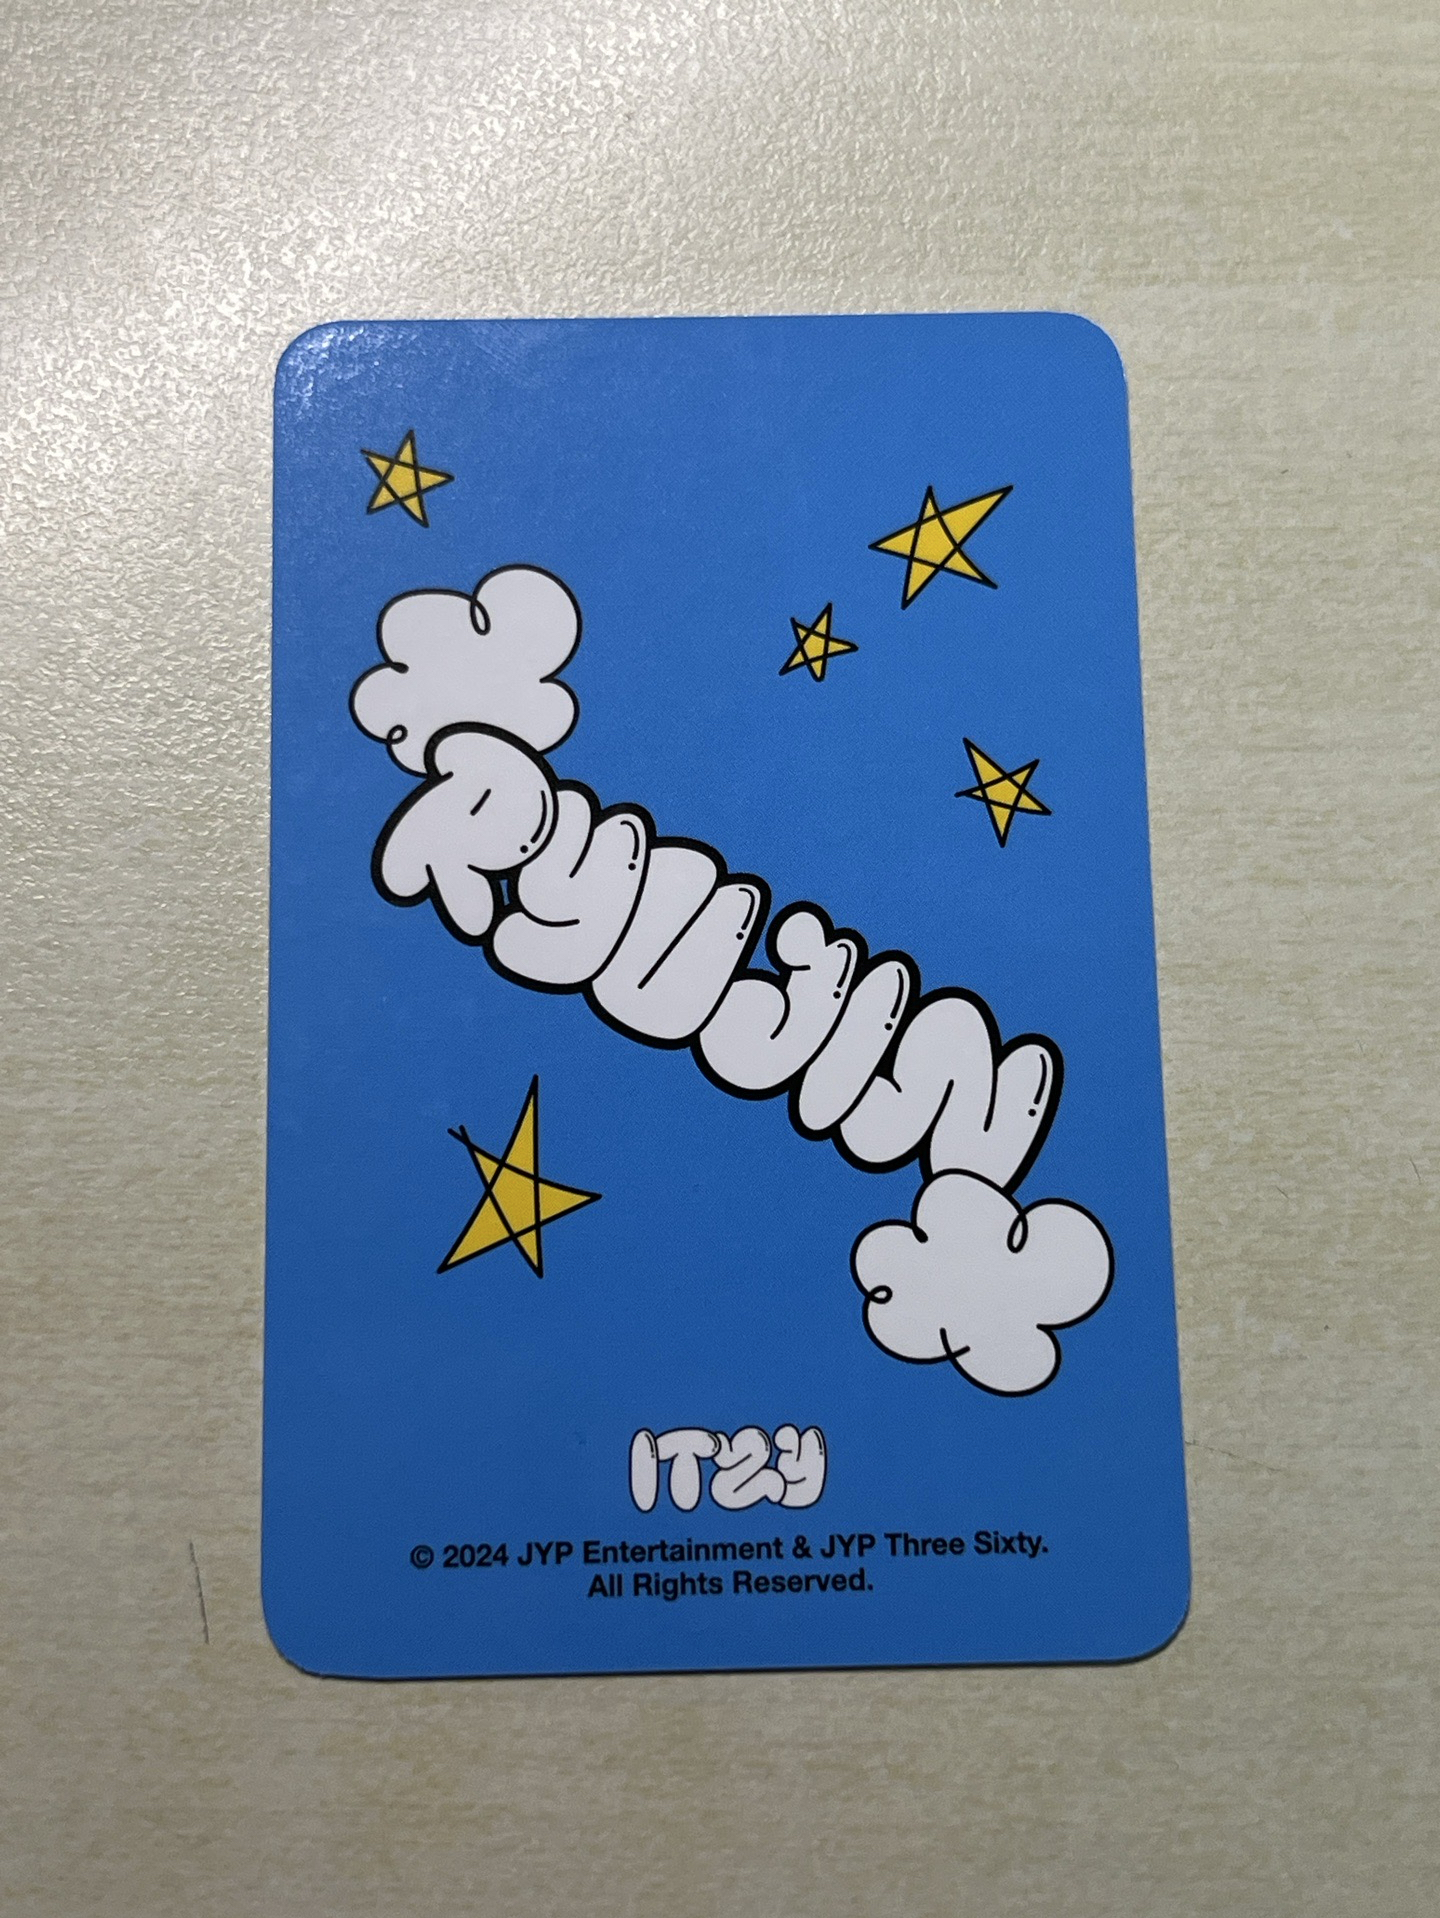 RYUJIN
ITZY
© 2024 JYP Entertainment & JYP Three Sixty.
All Rights Reserved.